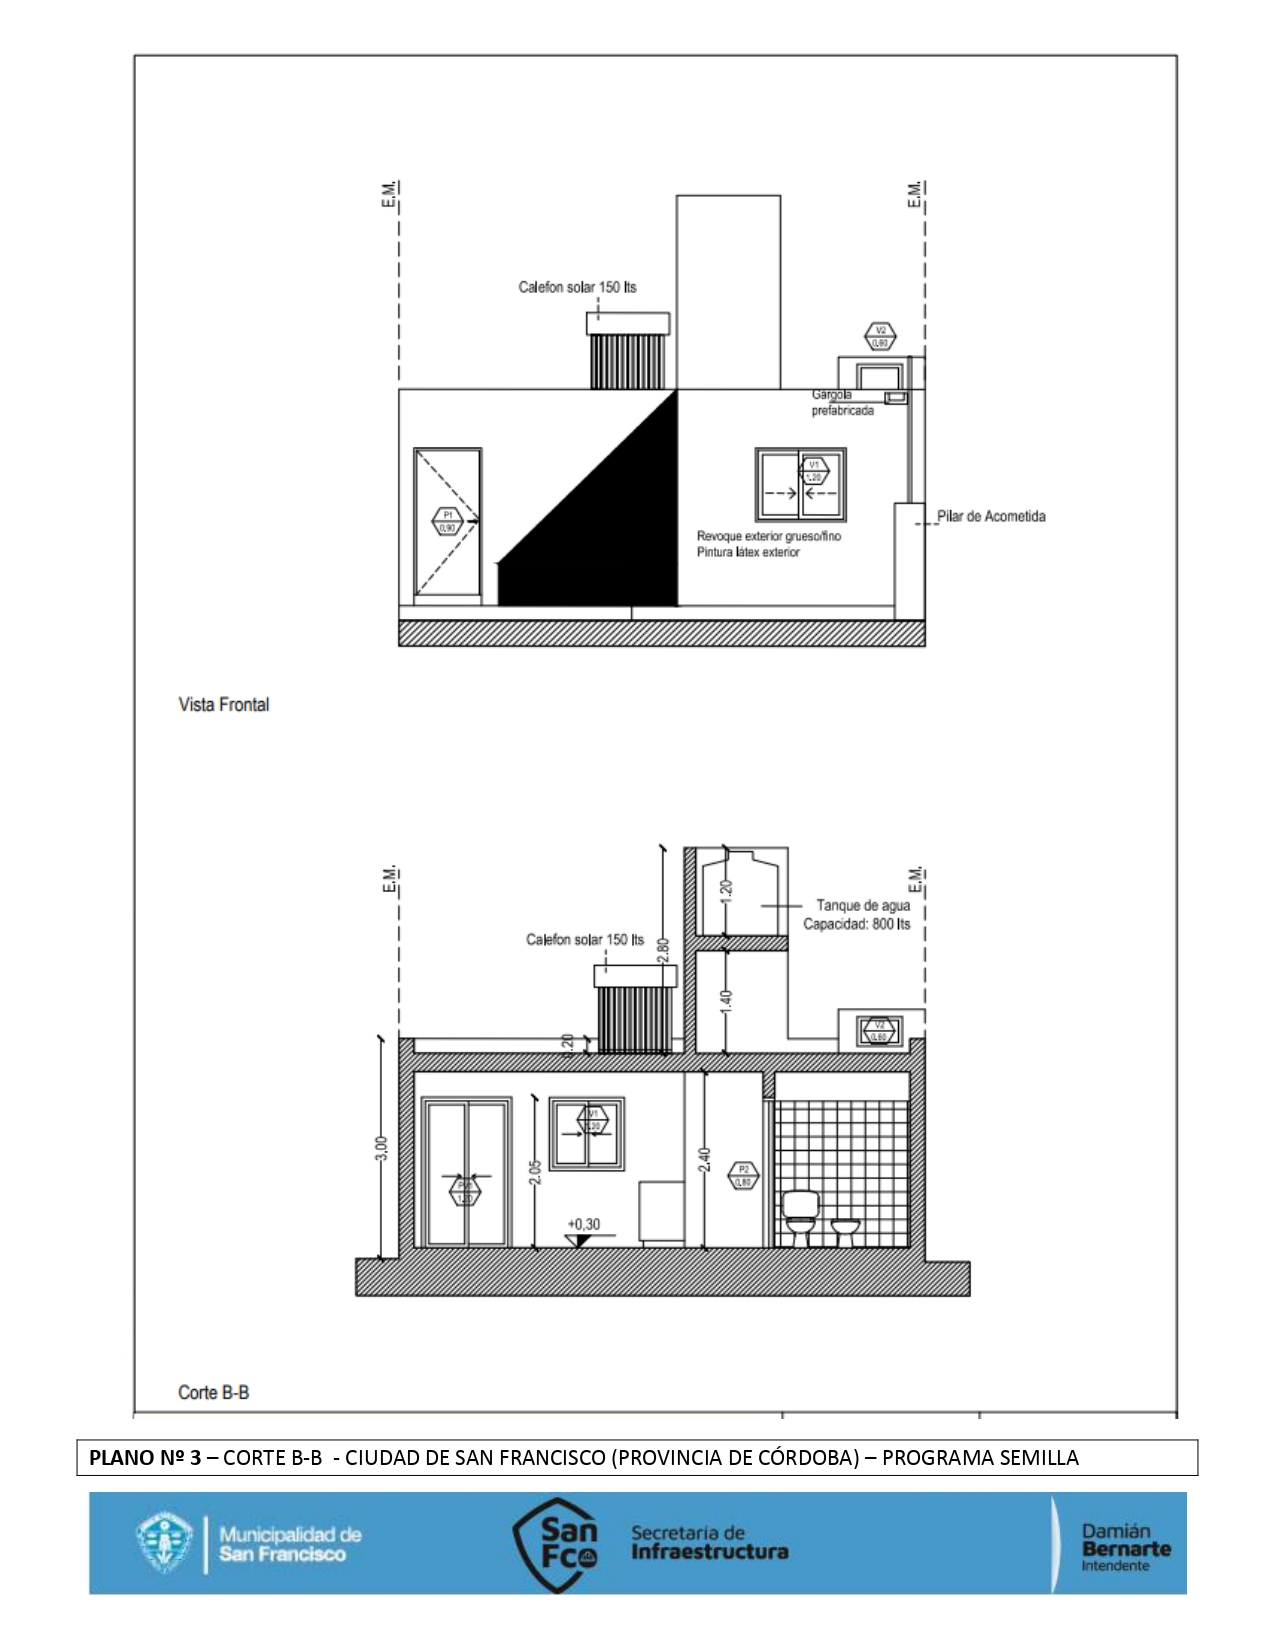 E.M.
E.M.
Calefon solar 150 lts
V2
0.60
Gargola
prefabricada
V1
1.20
P1
0.90
Pilar de Acometida
Revoque exterior grueso/fino
Pintura látex exterior
Vista Frontal
E.M.
E.M.
1.20
Tanque de agua
Capacidad: 800 lts
Calefon solar 150 lts
2.80
1.40
V2
0.60
0.20
3,00
V1
1.20
2.05
2.40
P2
0.80
PV1
1.20
+0,30
Corte B-B
PLANO Nº 3 – CORTE B-B - CIUDAD DE SAN FRANCISCO (PROVINCIA DE CÓRDOBA) – PROGRAMA SEMILLA
Municipalidad de
San Francisco
San
Fco
Secretaría de
Infraestructura
Damián
Bernarte
Intendente